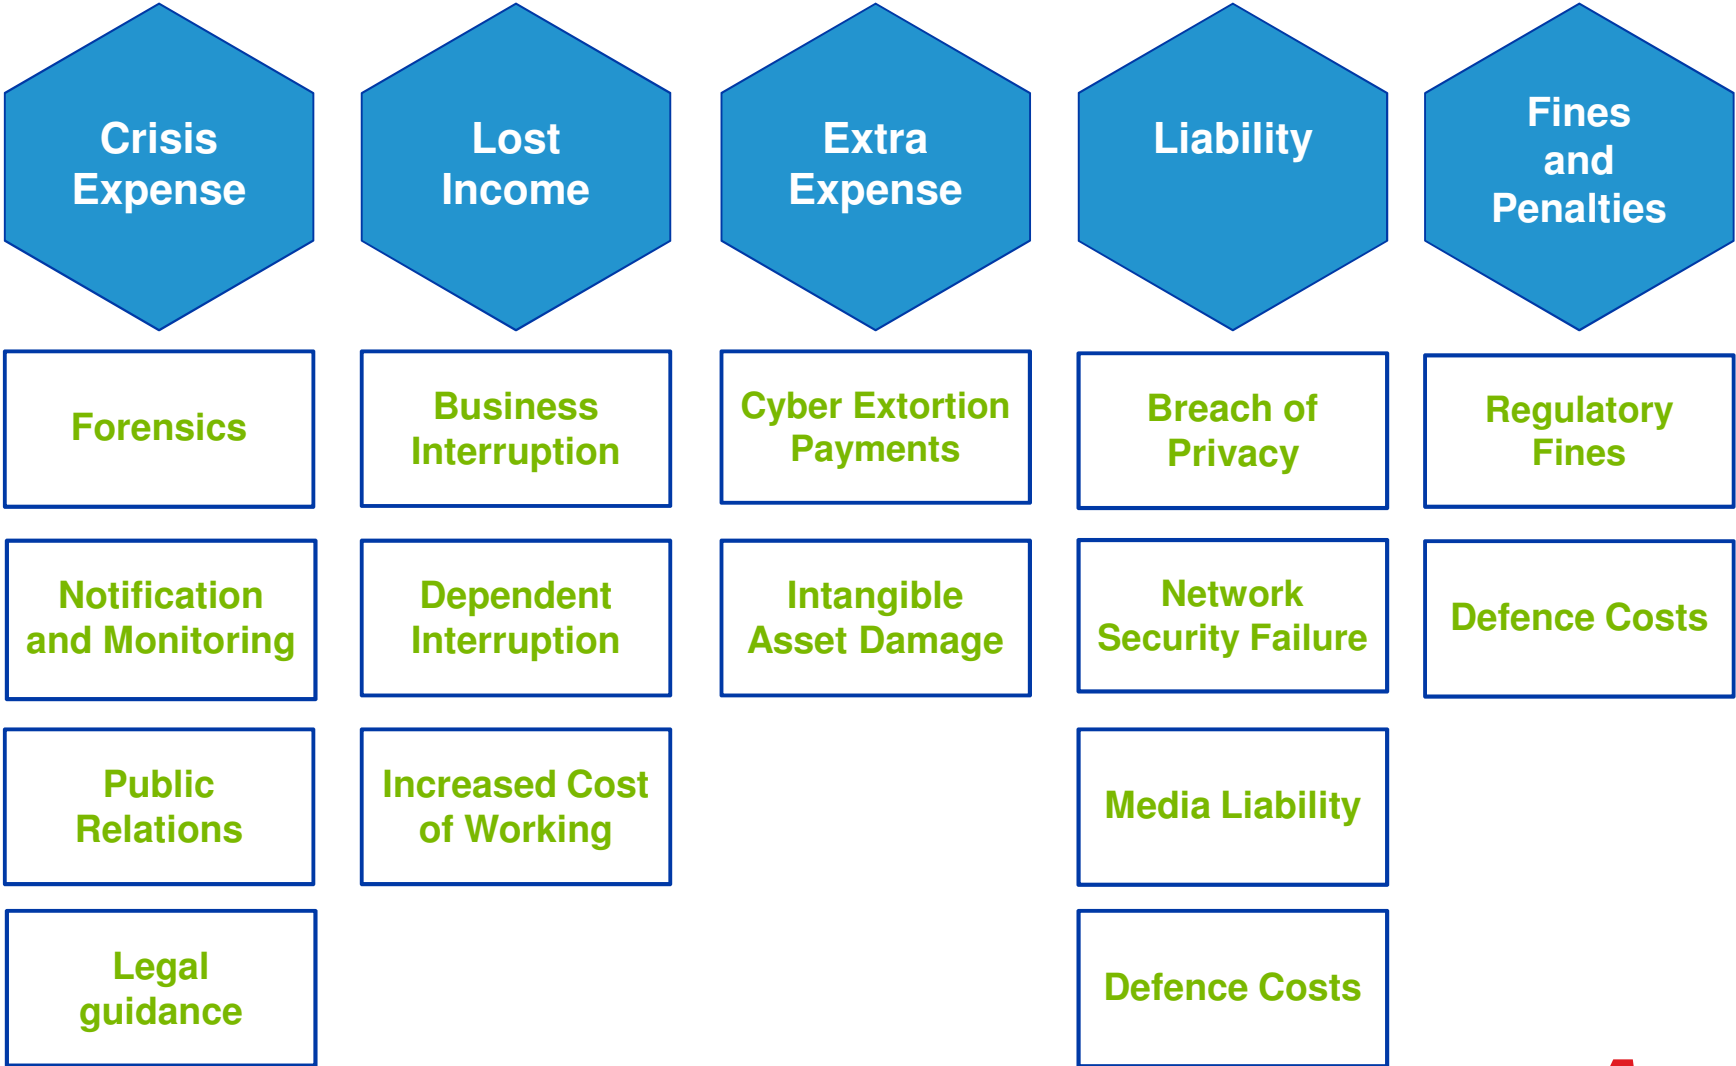 Crisis
Expense
Lost
Income
Extra
Expense
Liability
Fines
and
Penalties
Forensics
Business
Interruption
Cyber Extortion
Payments
Breach of
Privacy
Regulatory
Fines
Notification
and Monitoring
Dependent
Interruption
Intangible
Asset Damage
Network
Security Failure
Defence Costs
Public
Relations
Increased Cost
of Working
Media Liability
Legal
guidance
Defence Costs